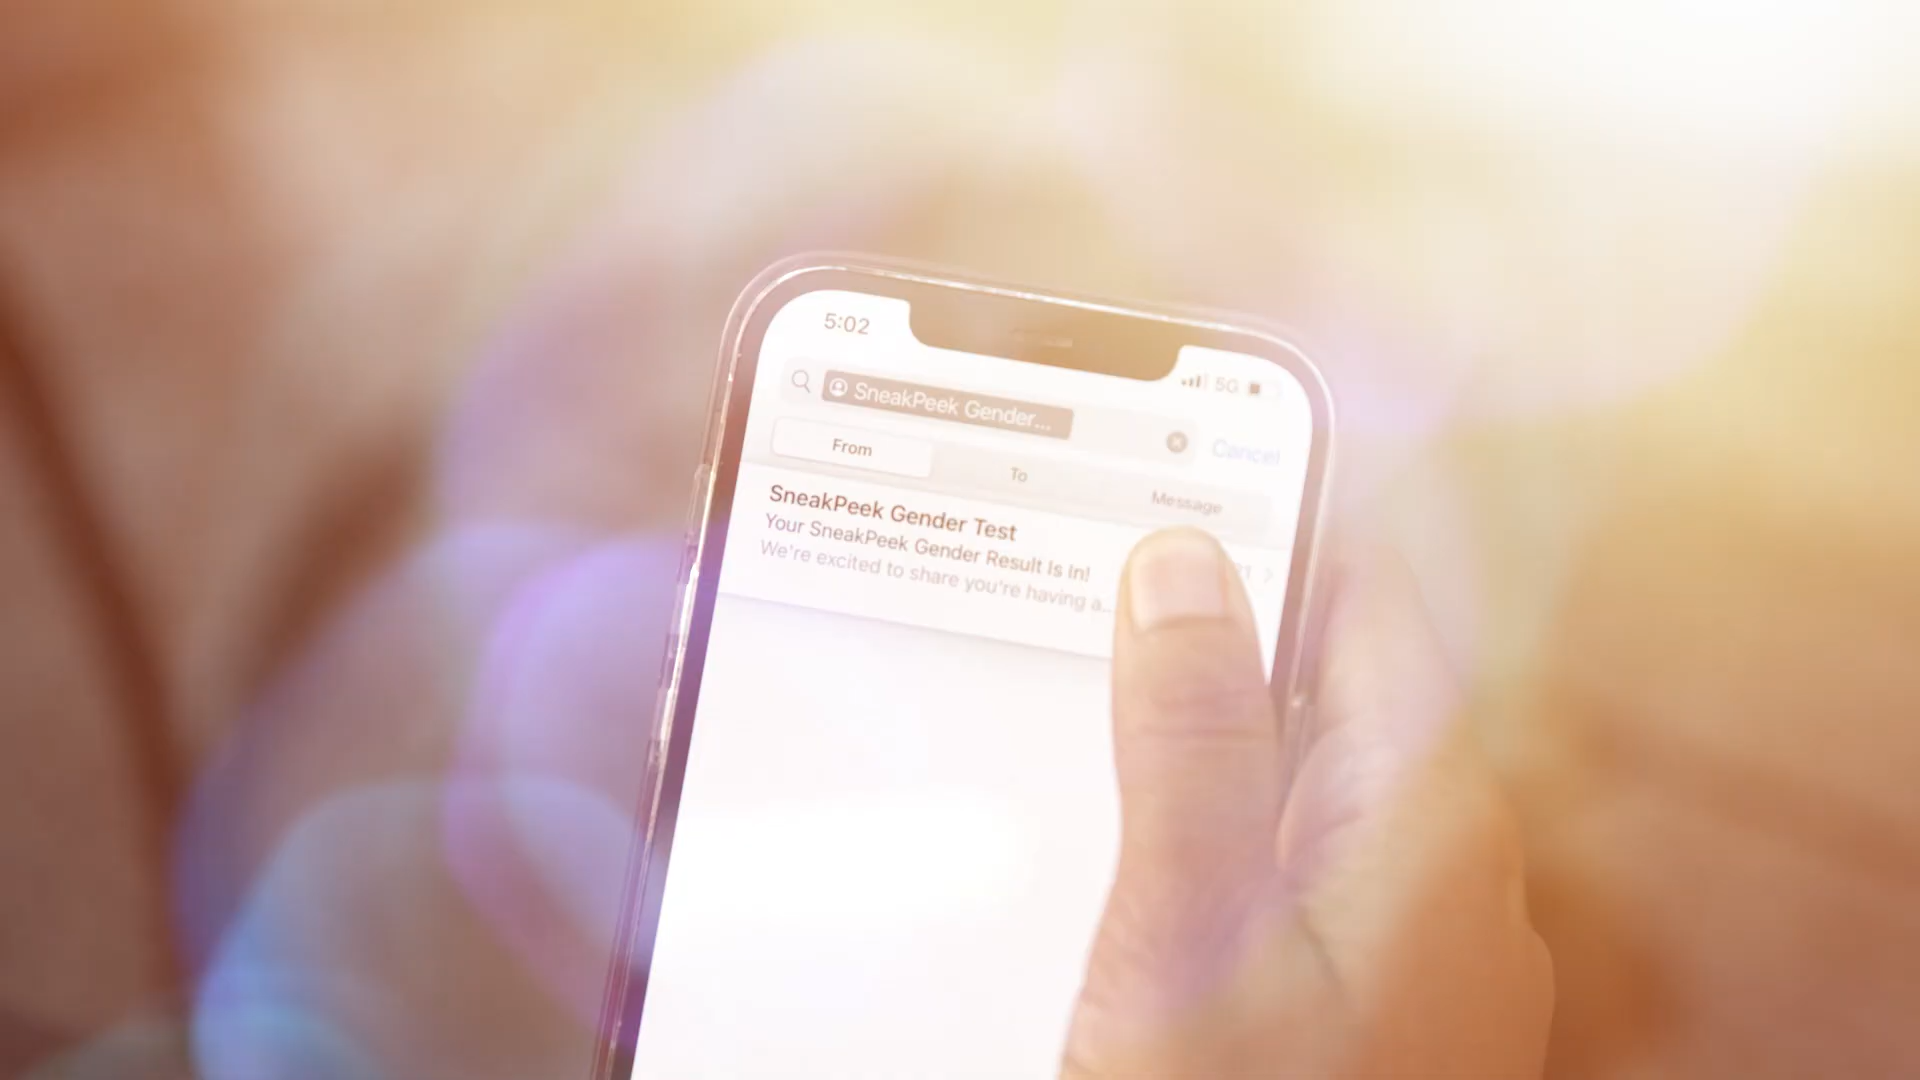 5:02
5G
SneakPeek Gender...
Cancel
From
To
Message
SneakPeek Gender Test
Your SneakPeek Gender Result Is In!
We're excited to share you're having a...